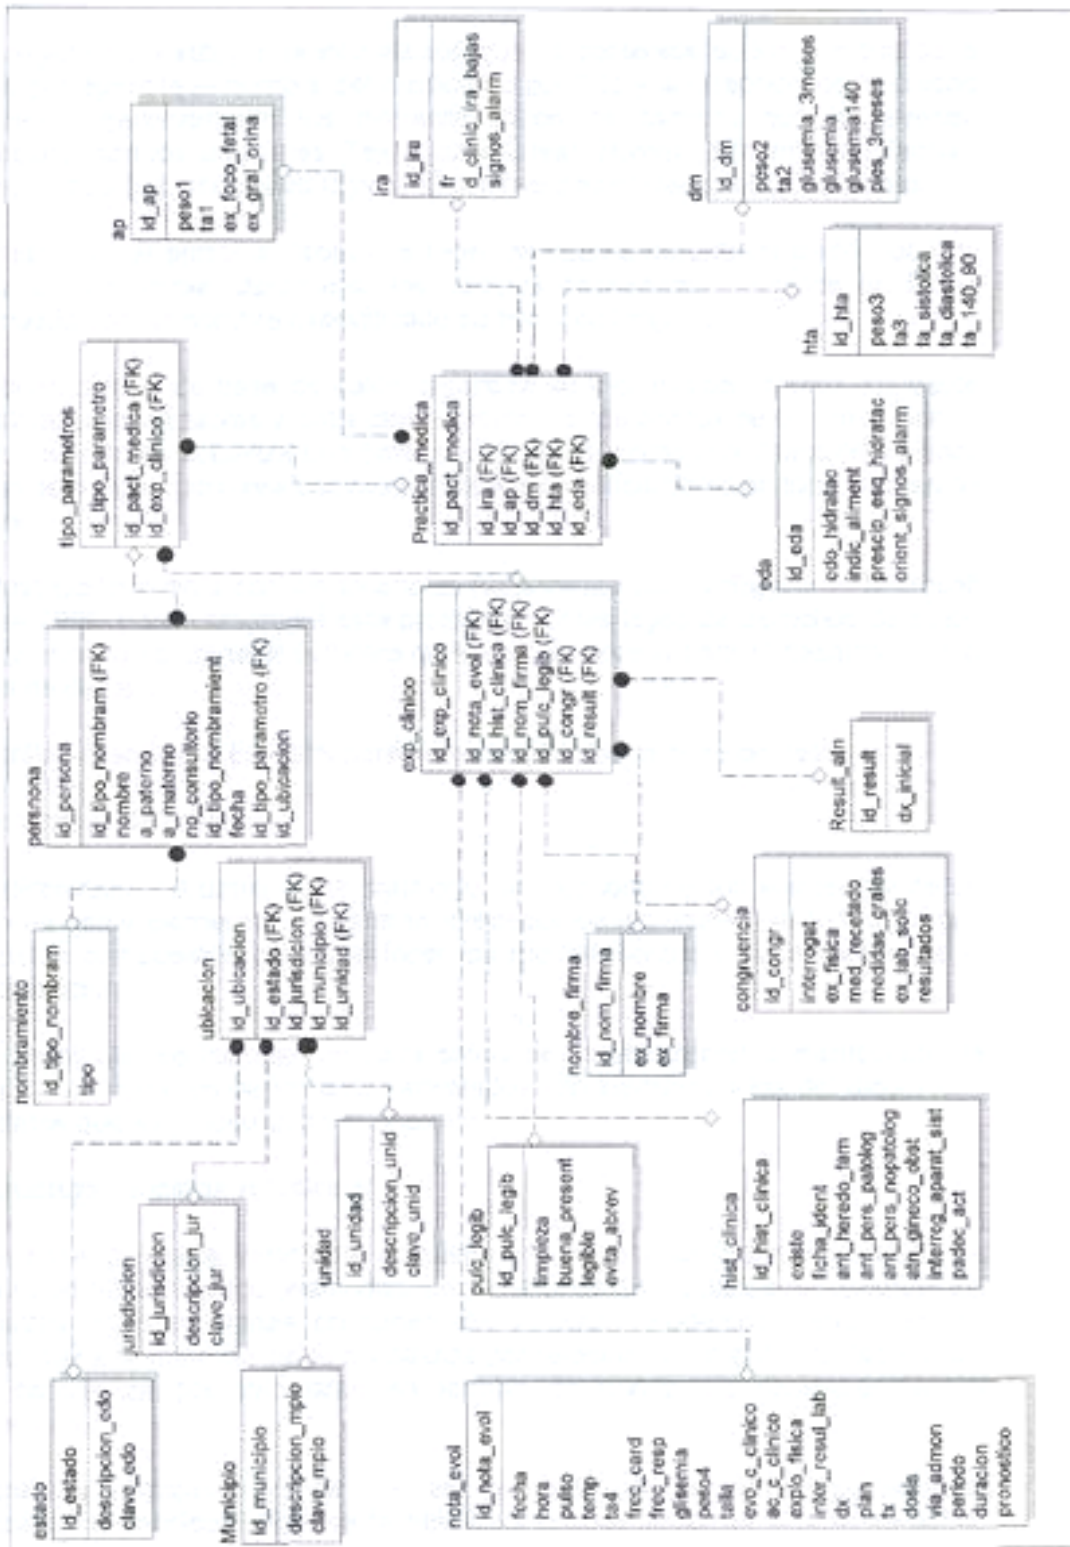 estado
id_estado
descripcion_edo
clave_edo
jurisdiccion
id_jurisdicion
descripcion_jur
clave_jur
Municipio
id_municipio
descripcion_mpio
clave_mpio
unidad
id_unidad
descripcion_unid
clave_unid
nombramiento
id_tipo_nombram
tipo
ubicacion
id_ubicacion
id_estado (FK)
id_jurisdicion (FK)
id_municipio (FK)
id_unidad (FK)
persnona
id_persona
id_tipo_nombram (FK)
nombre
a_paterno
a_materno
no_consultorio
id_tipo_nombramient
fecha
id_tipo_parametro (FK)
id_ubicacion
tipo_parametros
id_tipo_parametro
id_pact_medica (FK)
id_exp_clinico (FK)
ap
id_ap
peso1
ta1
ex_foco_fetal
ex_gral_orina
ira
id_ira
fr
d_clinic_ira_bajas
signos_alarm
dm
id_dm
peso2
ta2
glusemia_3meses
glusemia
glusemia140
pies_3meses
hta
id_hta
peso3
ta3
ta_sistolica
ta_diastolica
ta_140_90
Practica_medica
id_pact_medica
id_ira (FK)
id_ap (FK)
id_dm (FK)
id_hta (FK)
id_eda (FK)
eda
id_eda
edo_hidratac
indic_aliment
prescip_esq_hidratac
orient_signos_alarm
exp_clinico
id_exp_clinico
id_nota_evol (FK)
id_hist_clinica (FK)
id_nom_firma (FK)
id_pulc_legib (FK)
id_congr (FK)
id_result (FK)
Result_atn
id_result
dx_inicial
nombre_firma
id_nom_firma
ex_nombre
ex_firma
congruencia
id_congr
interrogat
ex_fisica
med_recetado
medidas_grales
ex_lab_solic
resultados
pulc_legib
id_pulc_legib
limpieza
buena_present
legible
evita_abrev
hist_clinica
id_hist_clinica
existe
ficha_ident
ant_heredo_fam
ant_pers_patolog
ant_pers_nopatolog
atn_gineco_obst
interreg_aparat_sist
padec_act
nota_evol
id_nota_evol
fecha
hora
pulso
temp
ta4
frec_card
frec_resp
glisemia
peso4
talla
evo_c_clinico
ac_c_clinico
explo_fisica
inter_resul_lab
dx
plan
tx
dosis
via_admon
periodo
duracion
pronostico